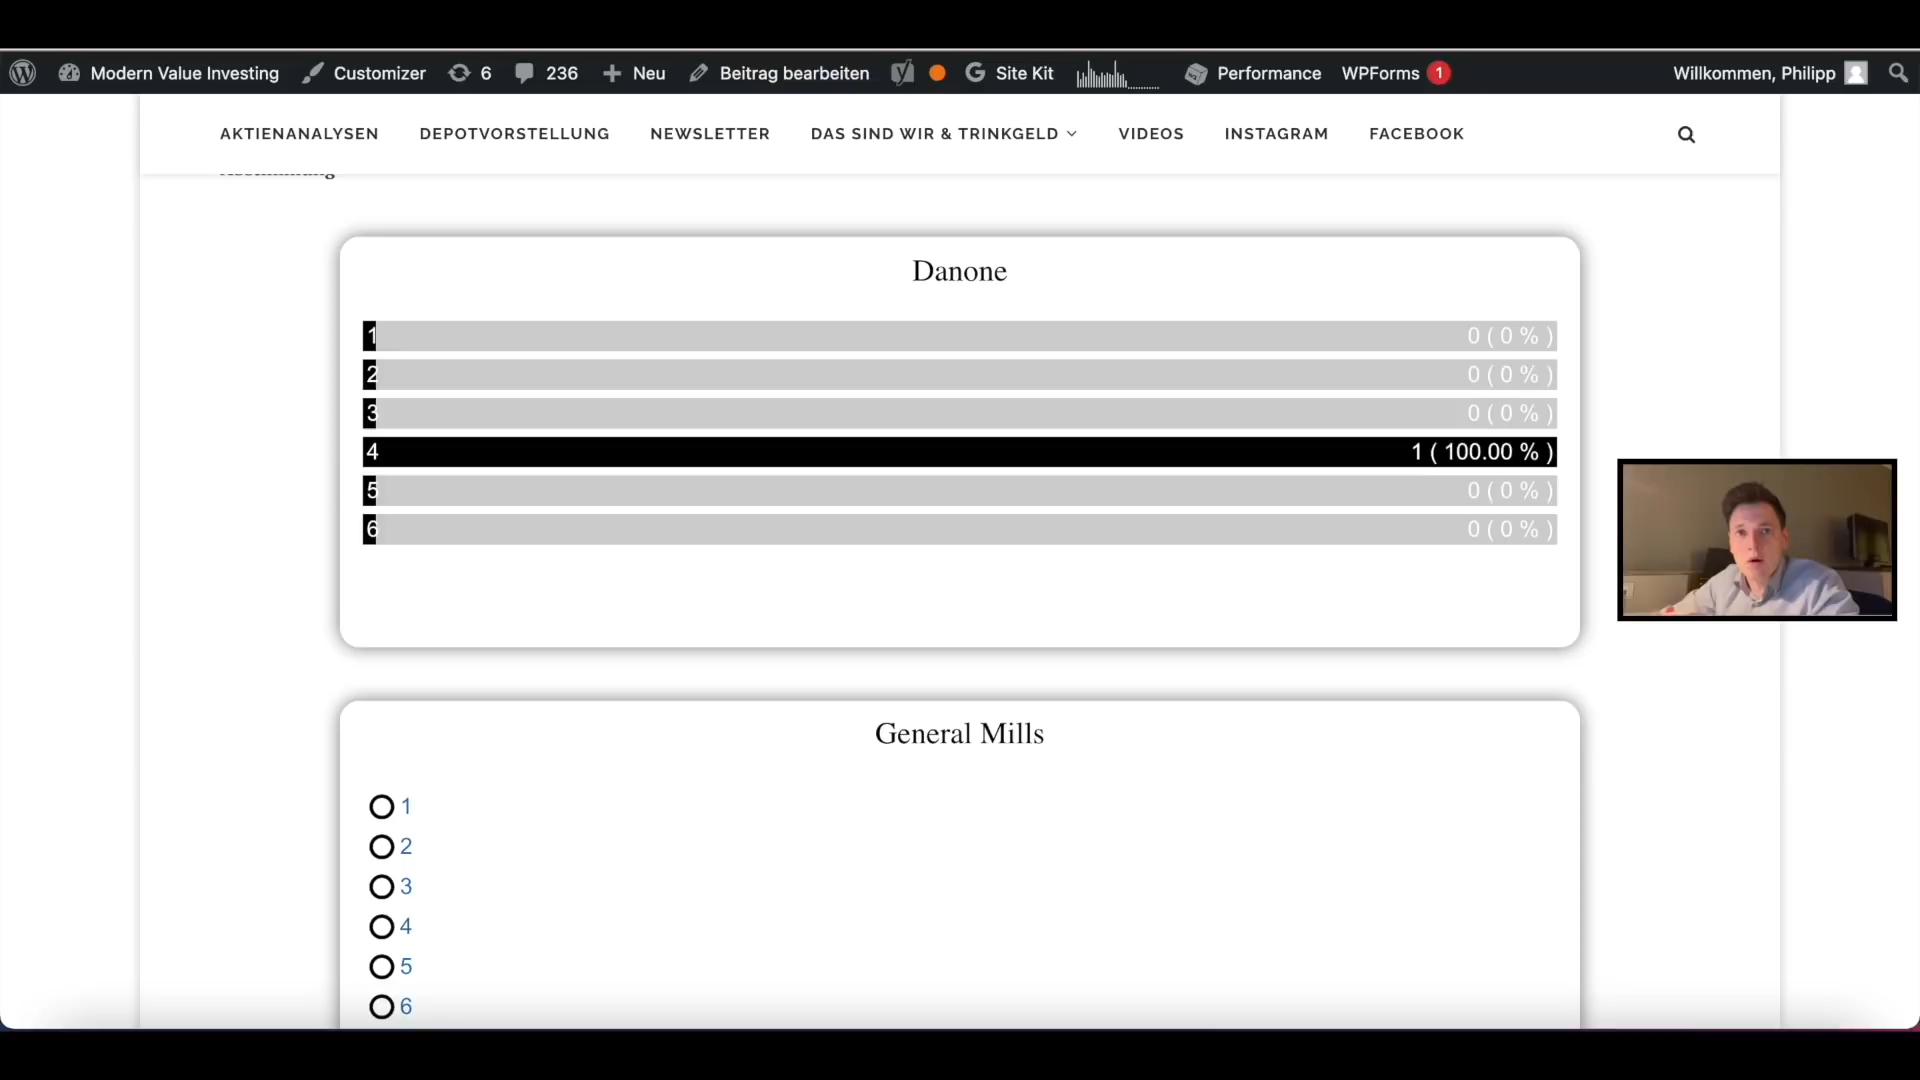 Modern Value Investing Customizer 6 236 Neu Beitrag bearbeiten Site Kit Performance WPForms 1 Willkommen, Philipp
AKTIENANALYSEN DEPOTVORSTELLUNG NEWSLETTER DAS SIND WIR & TRINKGELD VIDEOS INSTAGRAM FACEBOOK
Danone
1 0 ( 0 % )
2 0 ( 0 % )
3 0 ( 0 % )
4 1 ( 100.00 % )
5 0 ( 0 % )
6 0 ( 0 % )
General Mills
1
2
3
4
5
6